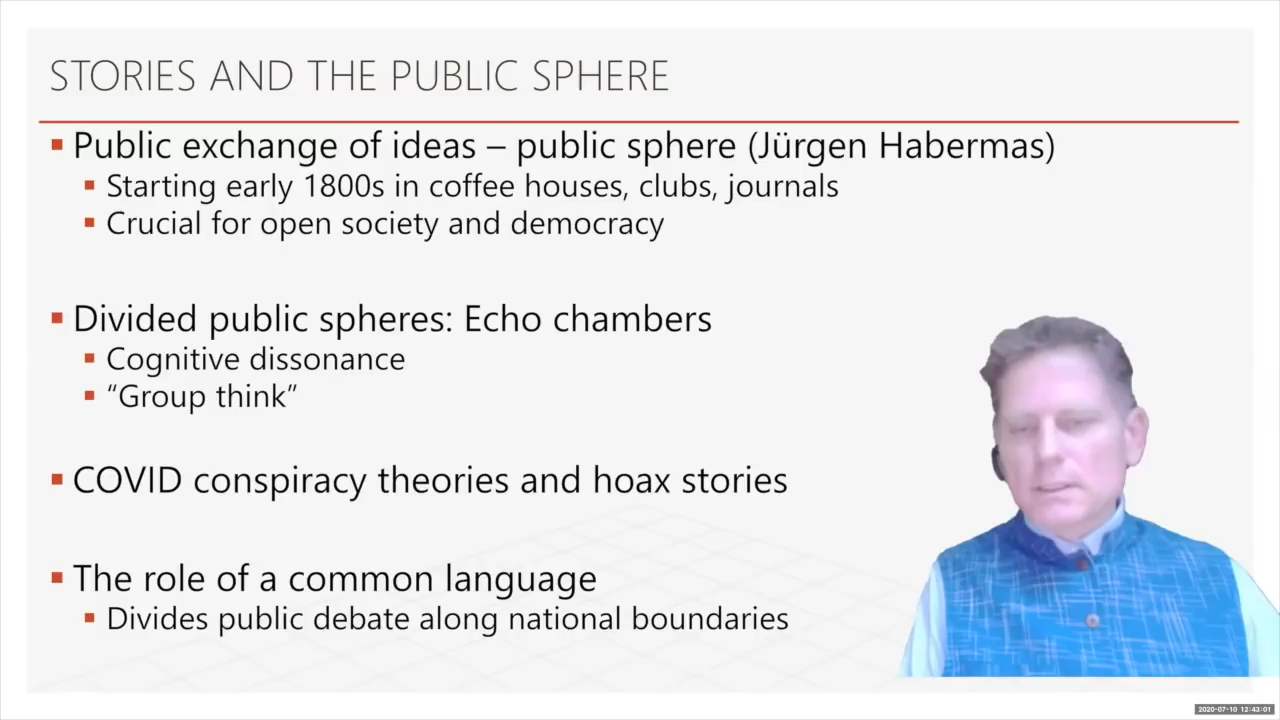 STORIES AND THE PUBLIC SPHERE
Public exchange of ideas – public sphere (Jürgen Habermas)
Starting early 1800s in coffee houses, clubs, journals
Crucial for open society and democracy
Divided public spheres: Echo chambers
Cognitive dissonance
“Group think”
COVID conspiracy theories and hoax stories
The role of a common language
Divides public debate along national boundaries
2020-07-10 12:43:01